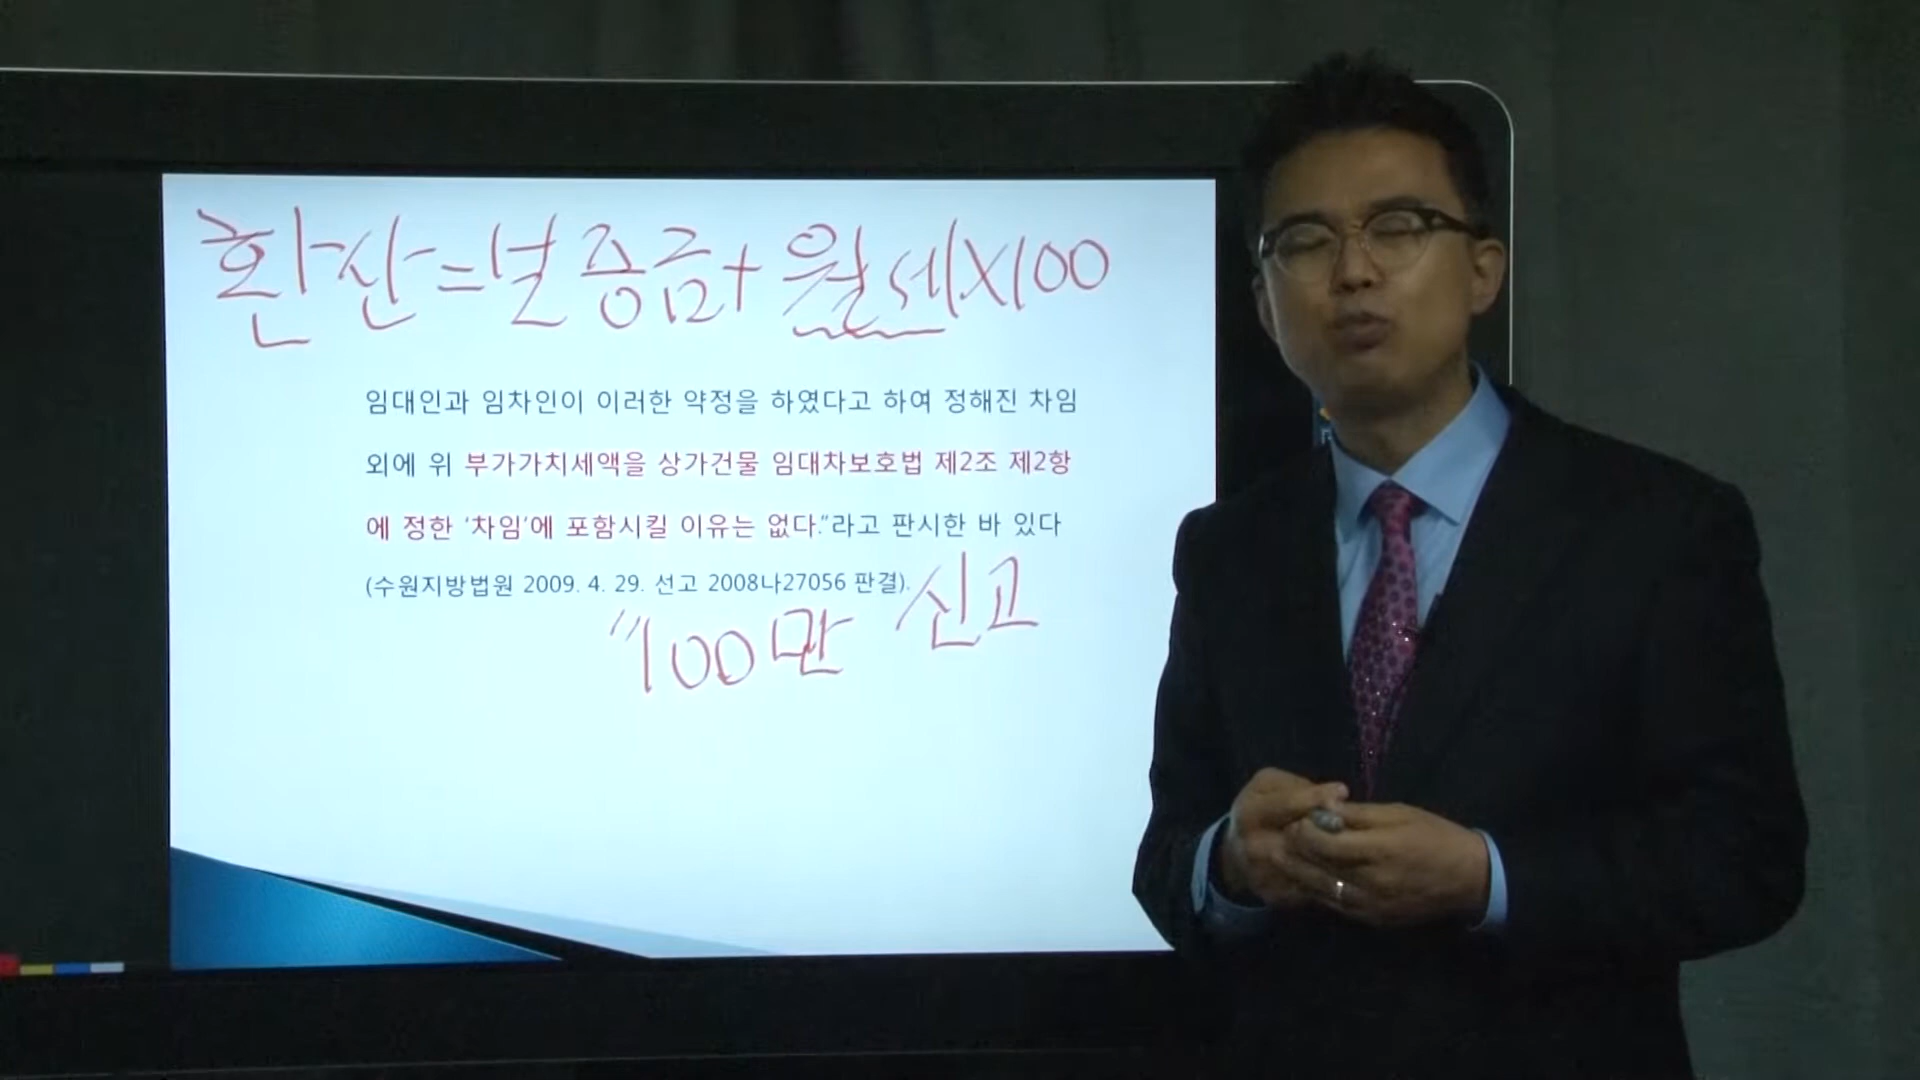 환산=보증금+월세X100
임대인과 임차인이 이러한 약정을 하였다고 하여 정해진 차임
외에 위 부가가치세액을 상가건물 임대차보호법 제2조 제2항
에 정한 ‘차임’에 포함시킬 이유는 없다.”라고 판시한 바 있다
(수원지방법원 2009. 4. 29. 선고 2008나27056 판결).
신고
"100만